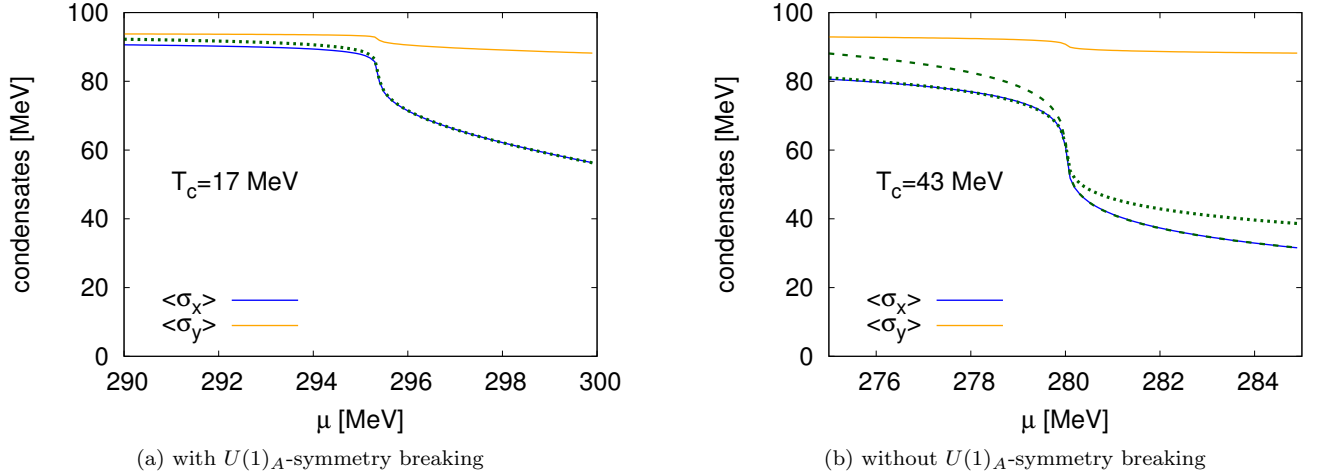 100
80
60
40
20
0
condensates [MeV]
T_c=17 MeV
<σ_x>
<σ_y>
290 292 294 296 298 300
μ [MeV]
(a) with U(1)_A-symmetry breaking
100
80
60
40
20
0
condensates [MeV]
T_c=43 MeV
<σ_x>
<σ_y>
276 278 280 282 284
μ [MeV]
(b) without U(1)_A-symmetry breaking